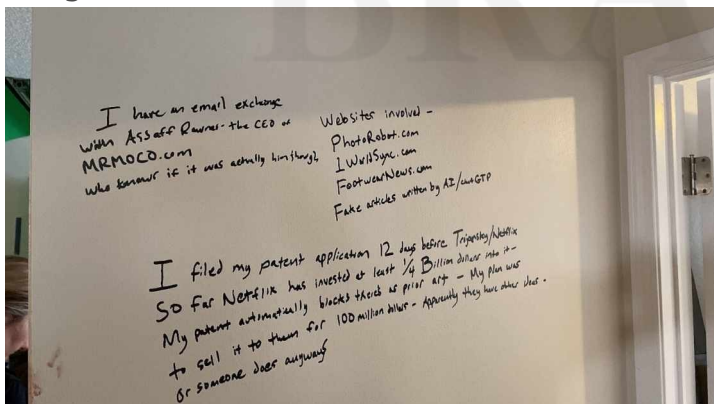 I have an email exchange
with Assaff Rawner - the CEO of
MRMOCO.com
who knows if it was actually him though
Websites involved -
PhotoRobot.com
1WorldSync.com
FootwearNews.com
Fake articles written by AI/chatGTP
I filed my patent application 12 days before Tripansky/Netflix
So far Netflix has invested at least 1/4 Billion dollars into it -
My patent automatically blocks theirs as prior art - My plan was
to sell it to them for 100 million dollars - Apparently they have other ideas -
Or someone does anyways